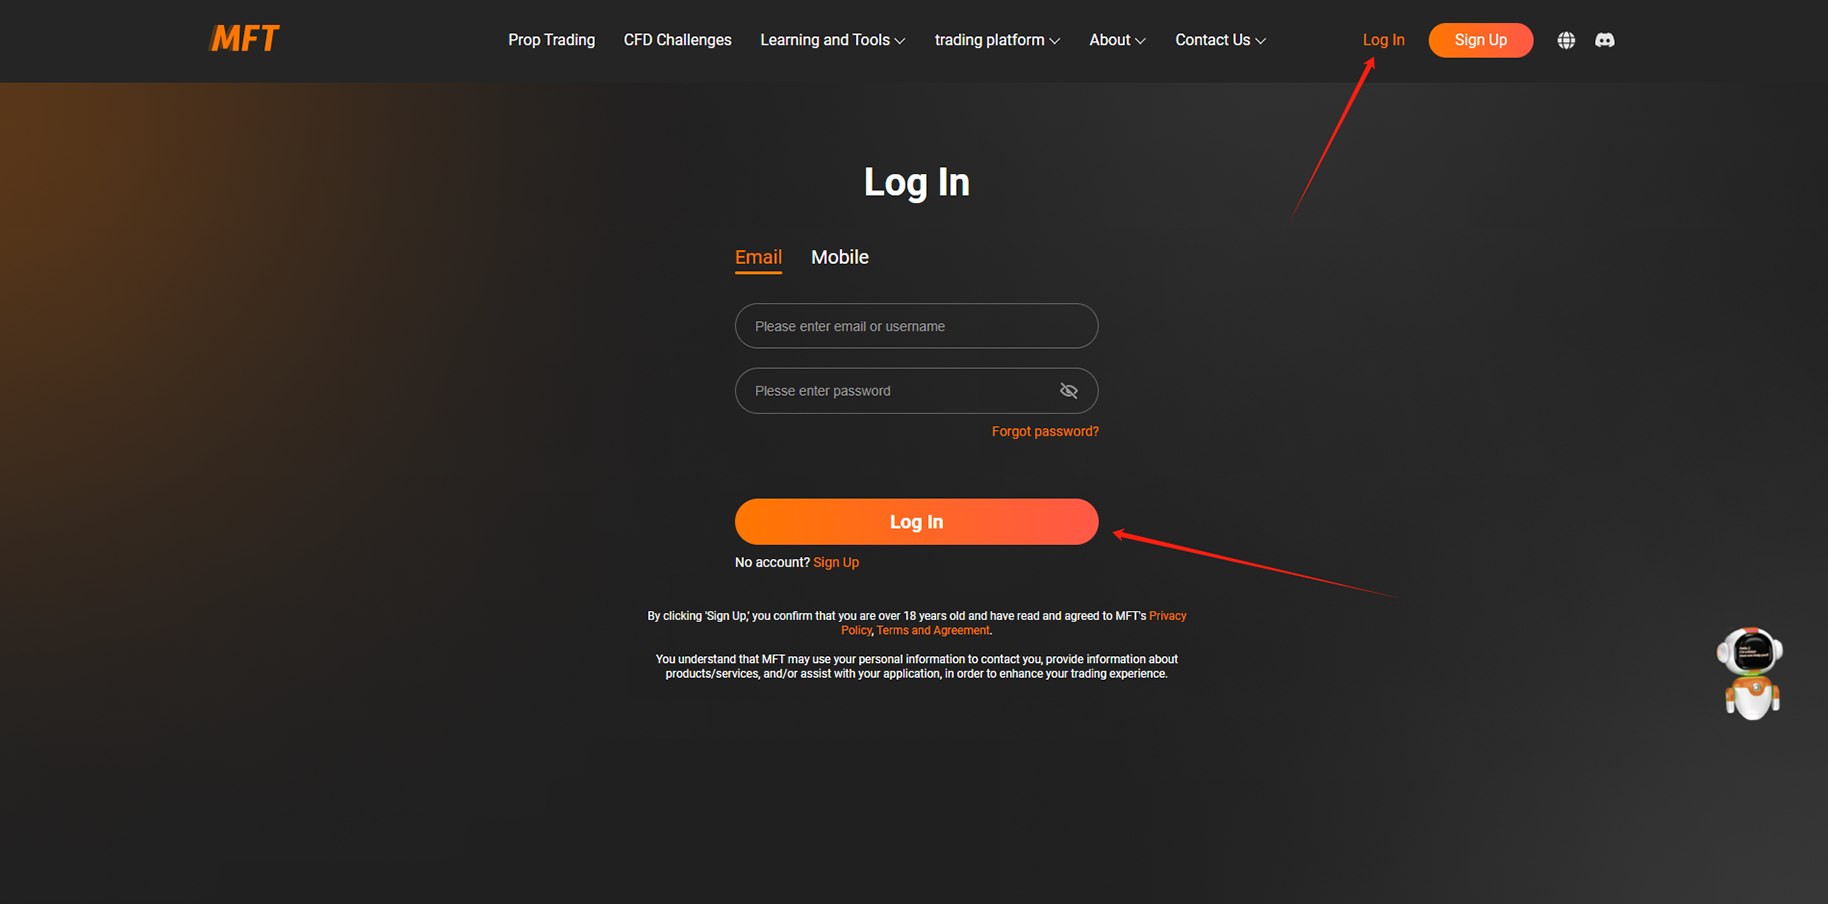 MFT
Prop Trading
CFD Challenges
Learning and Tools
trading platform
About
Contact Us
Log In
Sign Up
Log In
Email
Mobile
Please enter email or username
Plesse enter password
Forgot password?
Log In
No account? Sign Up
By clicking 'Sign Up,' you confirm that you are over 18 years old and have read and agreed to MFT's Privacy
Policy, Terms and Agreement.
You understand that MFT may use your personal information to contact you, provide information about
products/services, and/or assist with your application, in order to enhance your trading experience.